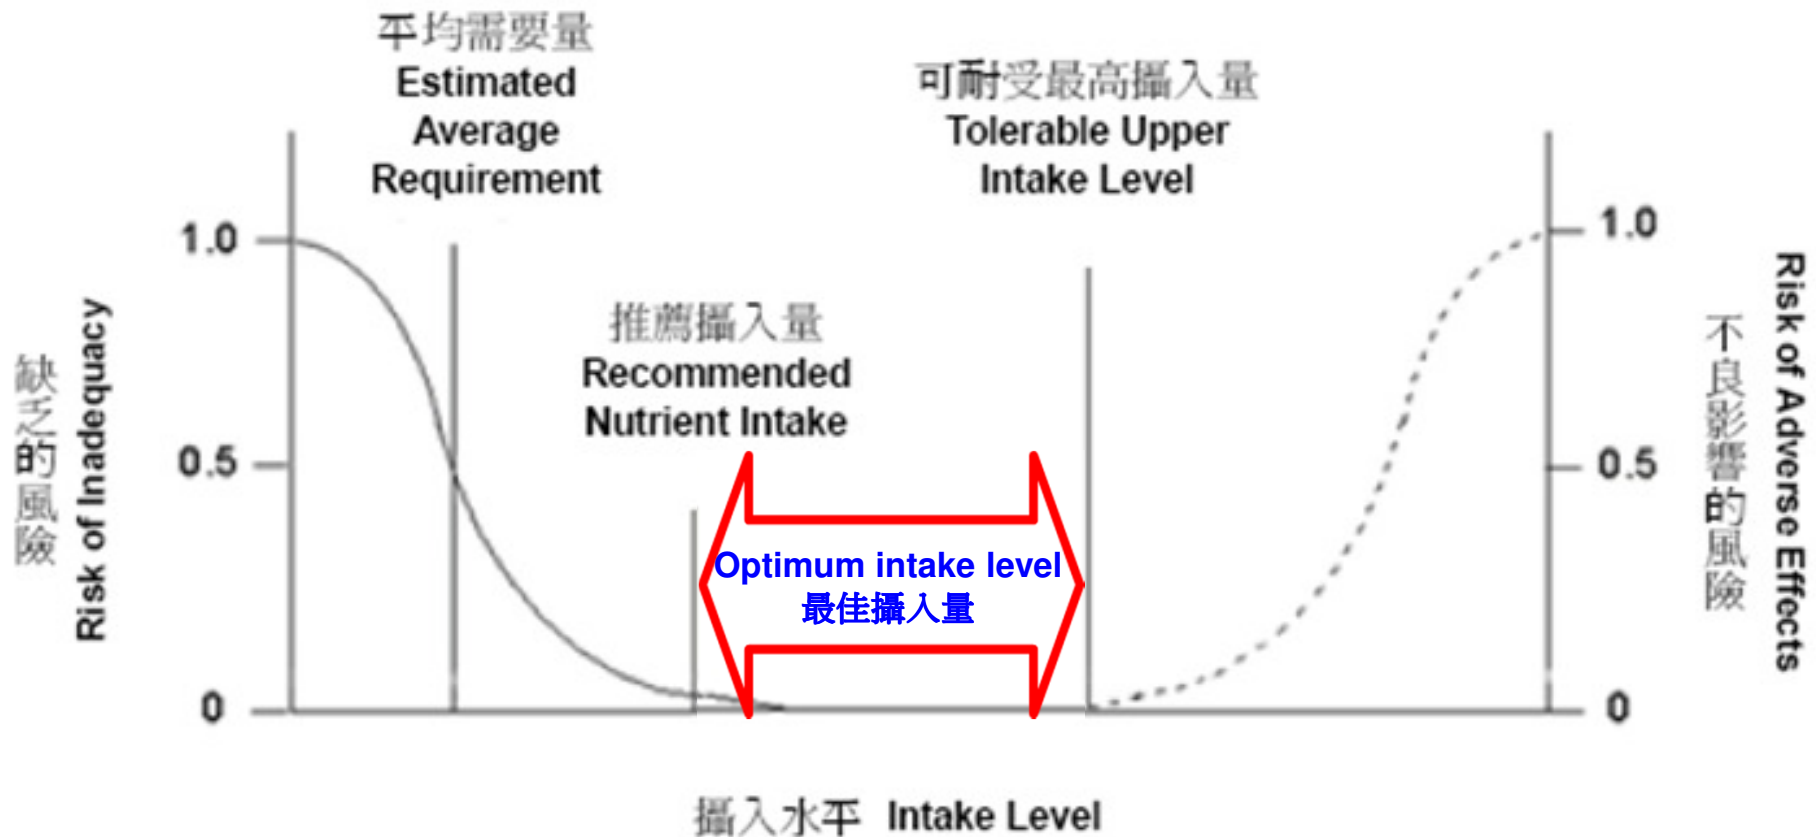 平均需要量
Estimated
Average
Requirement
可耐受最高攝入量
Tolerable Upper
Intake Level
1.0
1.0
推薦攝入量
Recommended
Nutrient Intake
缺乏的風險
Risk of Inadequacy
不良影響的風險
Risk of Adverse Effects
0.5
0.5
Optimum intake level
最佳攝入量
0
0
攝入水平 Intake Level